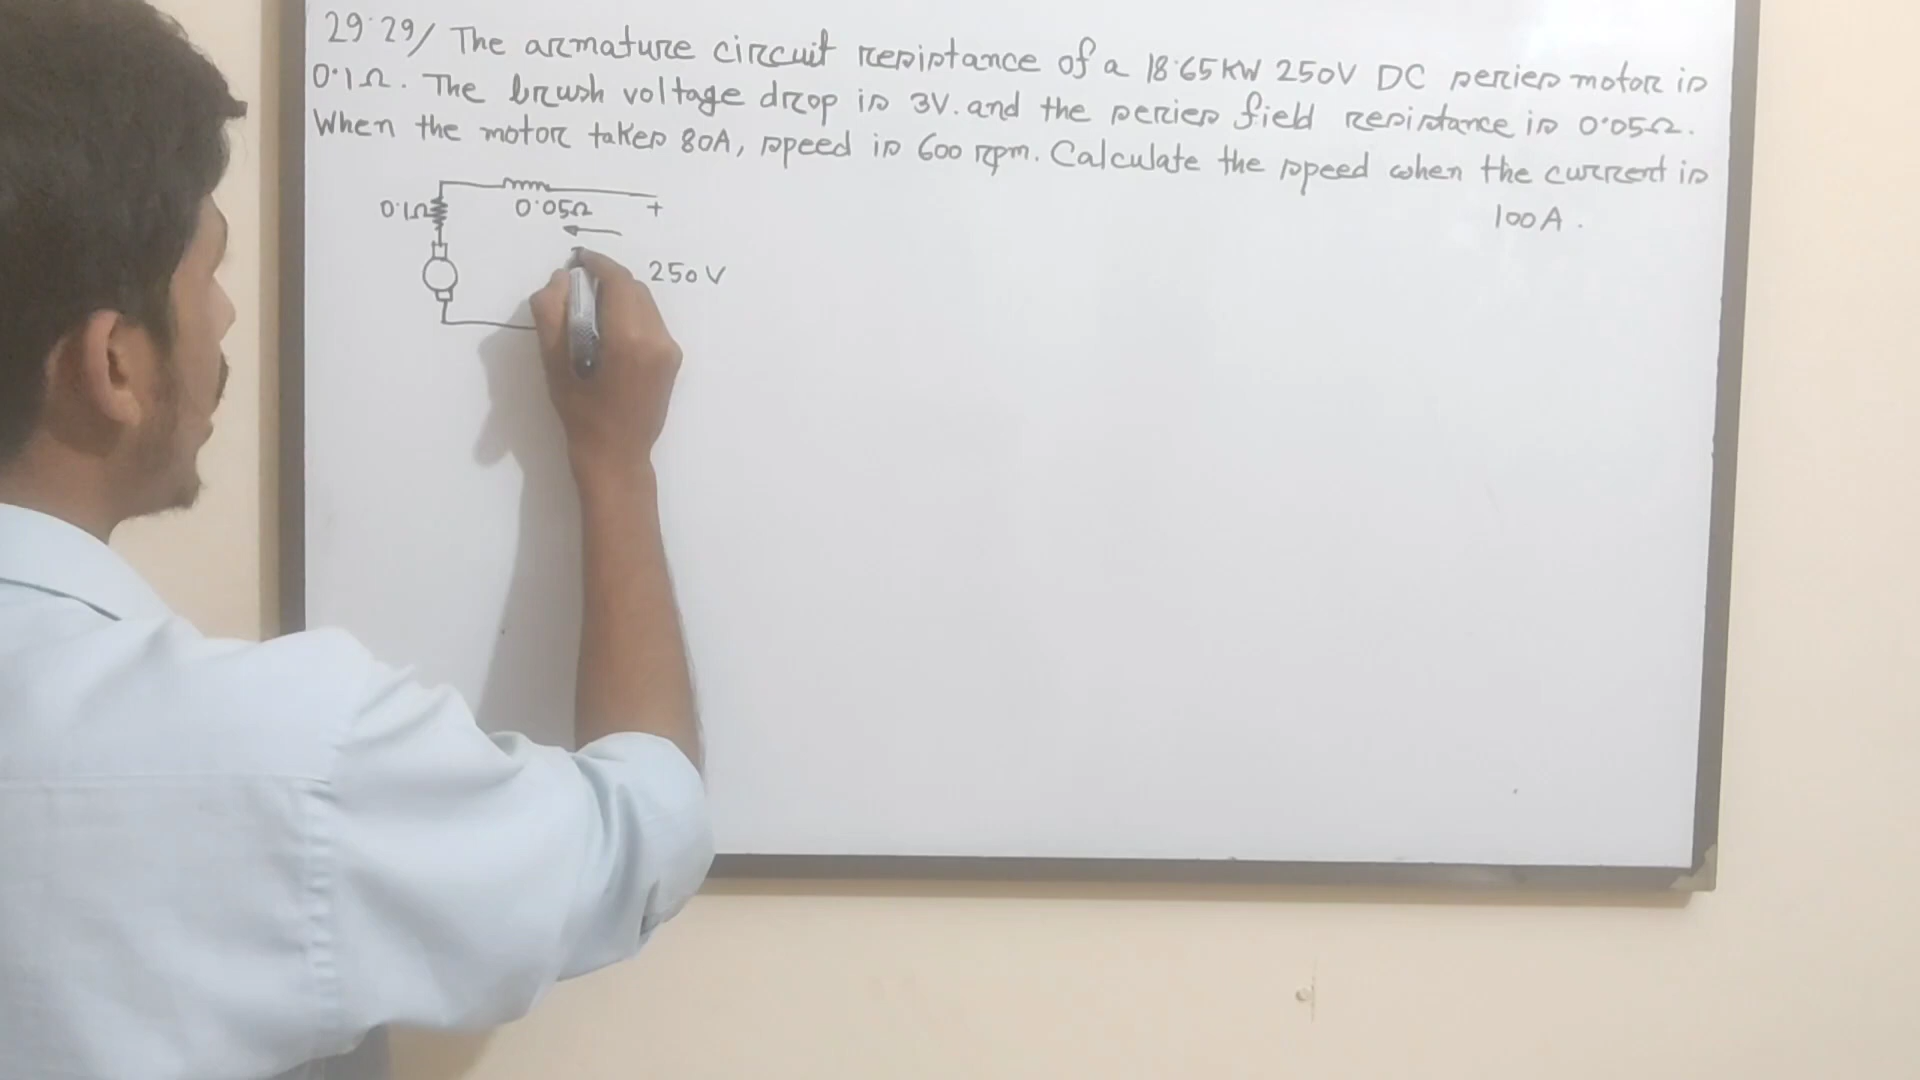 29.29/ The armature circuit resistance of a 18.65KW 250V DC series motor is
0.1Ω. The brush voltage drop is 3V. and the series field resistance is 0.05Ω.
When the motor takes 80A, speed is 600 rpm. Calculate the speed when the current is
100A.
0.1Ω
0.05Ω
+
250V